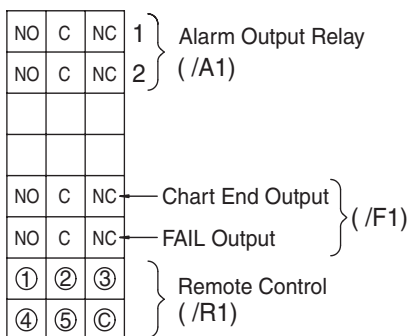 NO C NC 1 Alarm Output Relay
NO C NC 2 ( /A1)
NO C NC Chart End Output
( /F1)
NO C NC FAIL Output
① ② ③ Remote Control
④ ⑤ Ⓒ ( /R1)